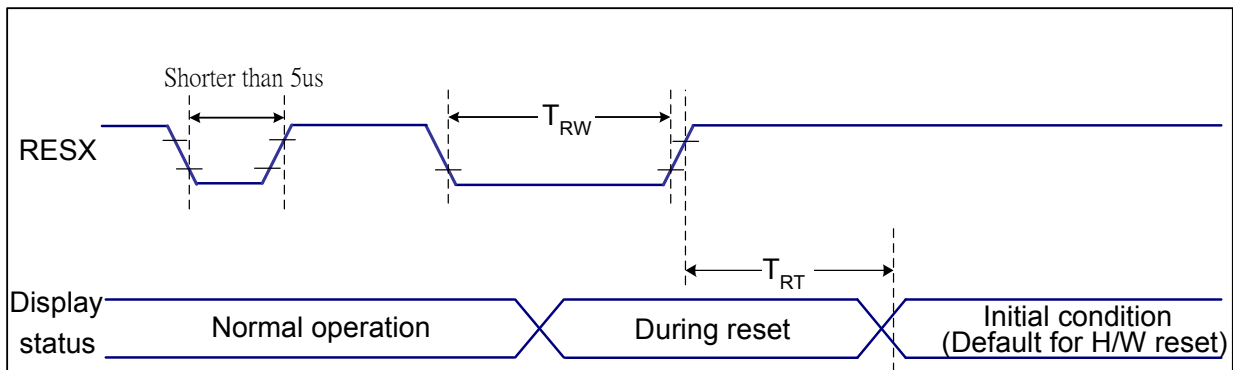 Shorter than 5us
RESX
TRW
TRT
Display
status
Normal operation
During reset
Initial condition
(Default for H/W reset)